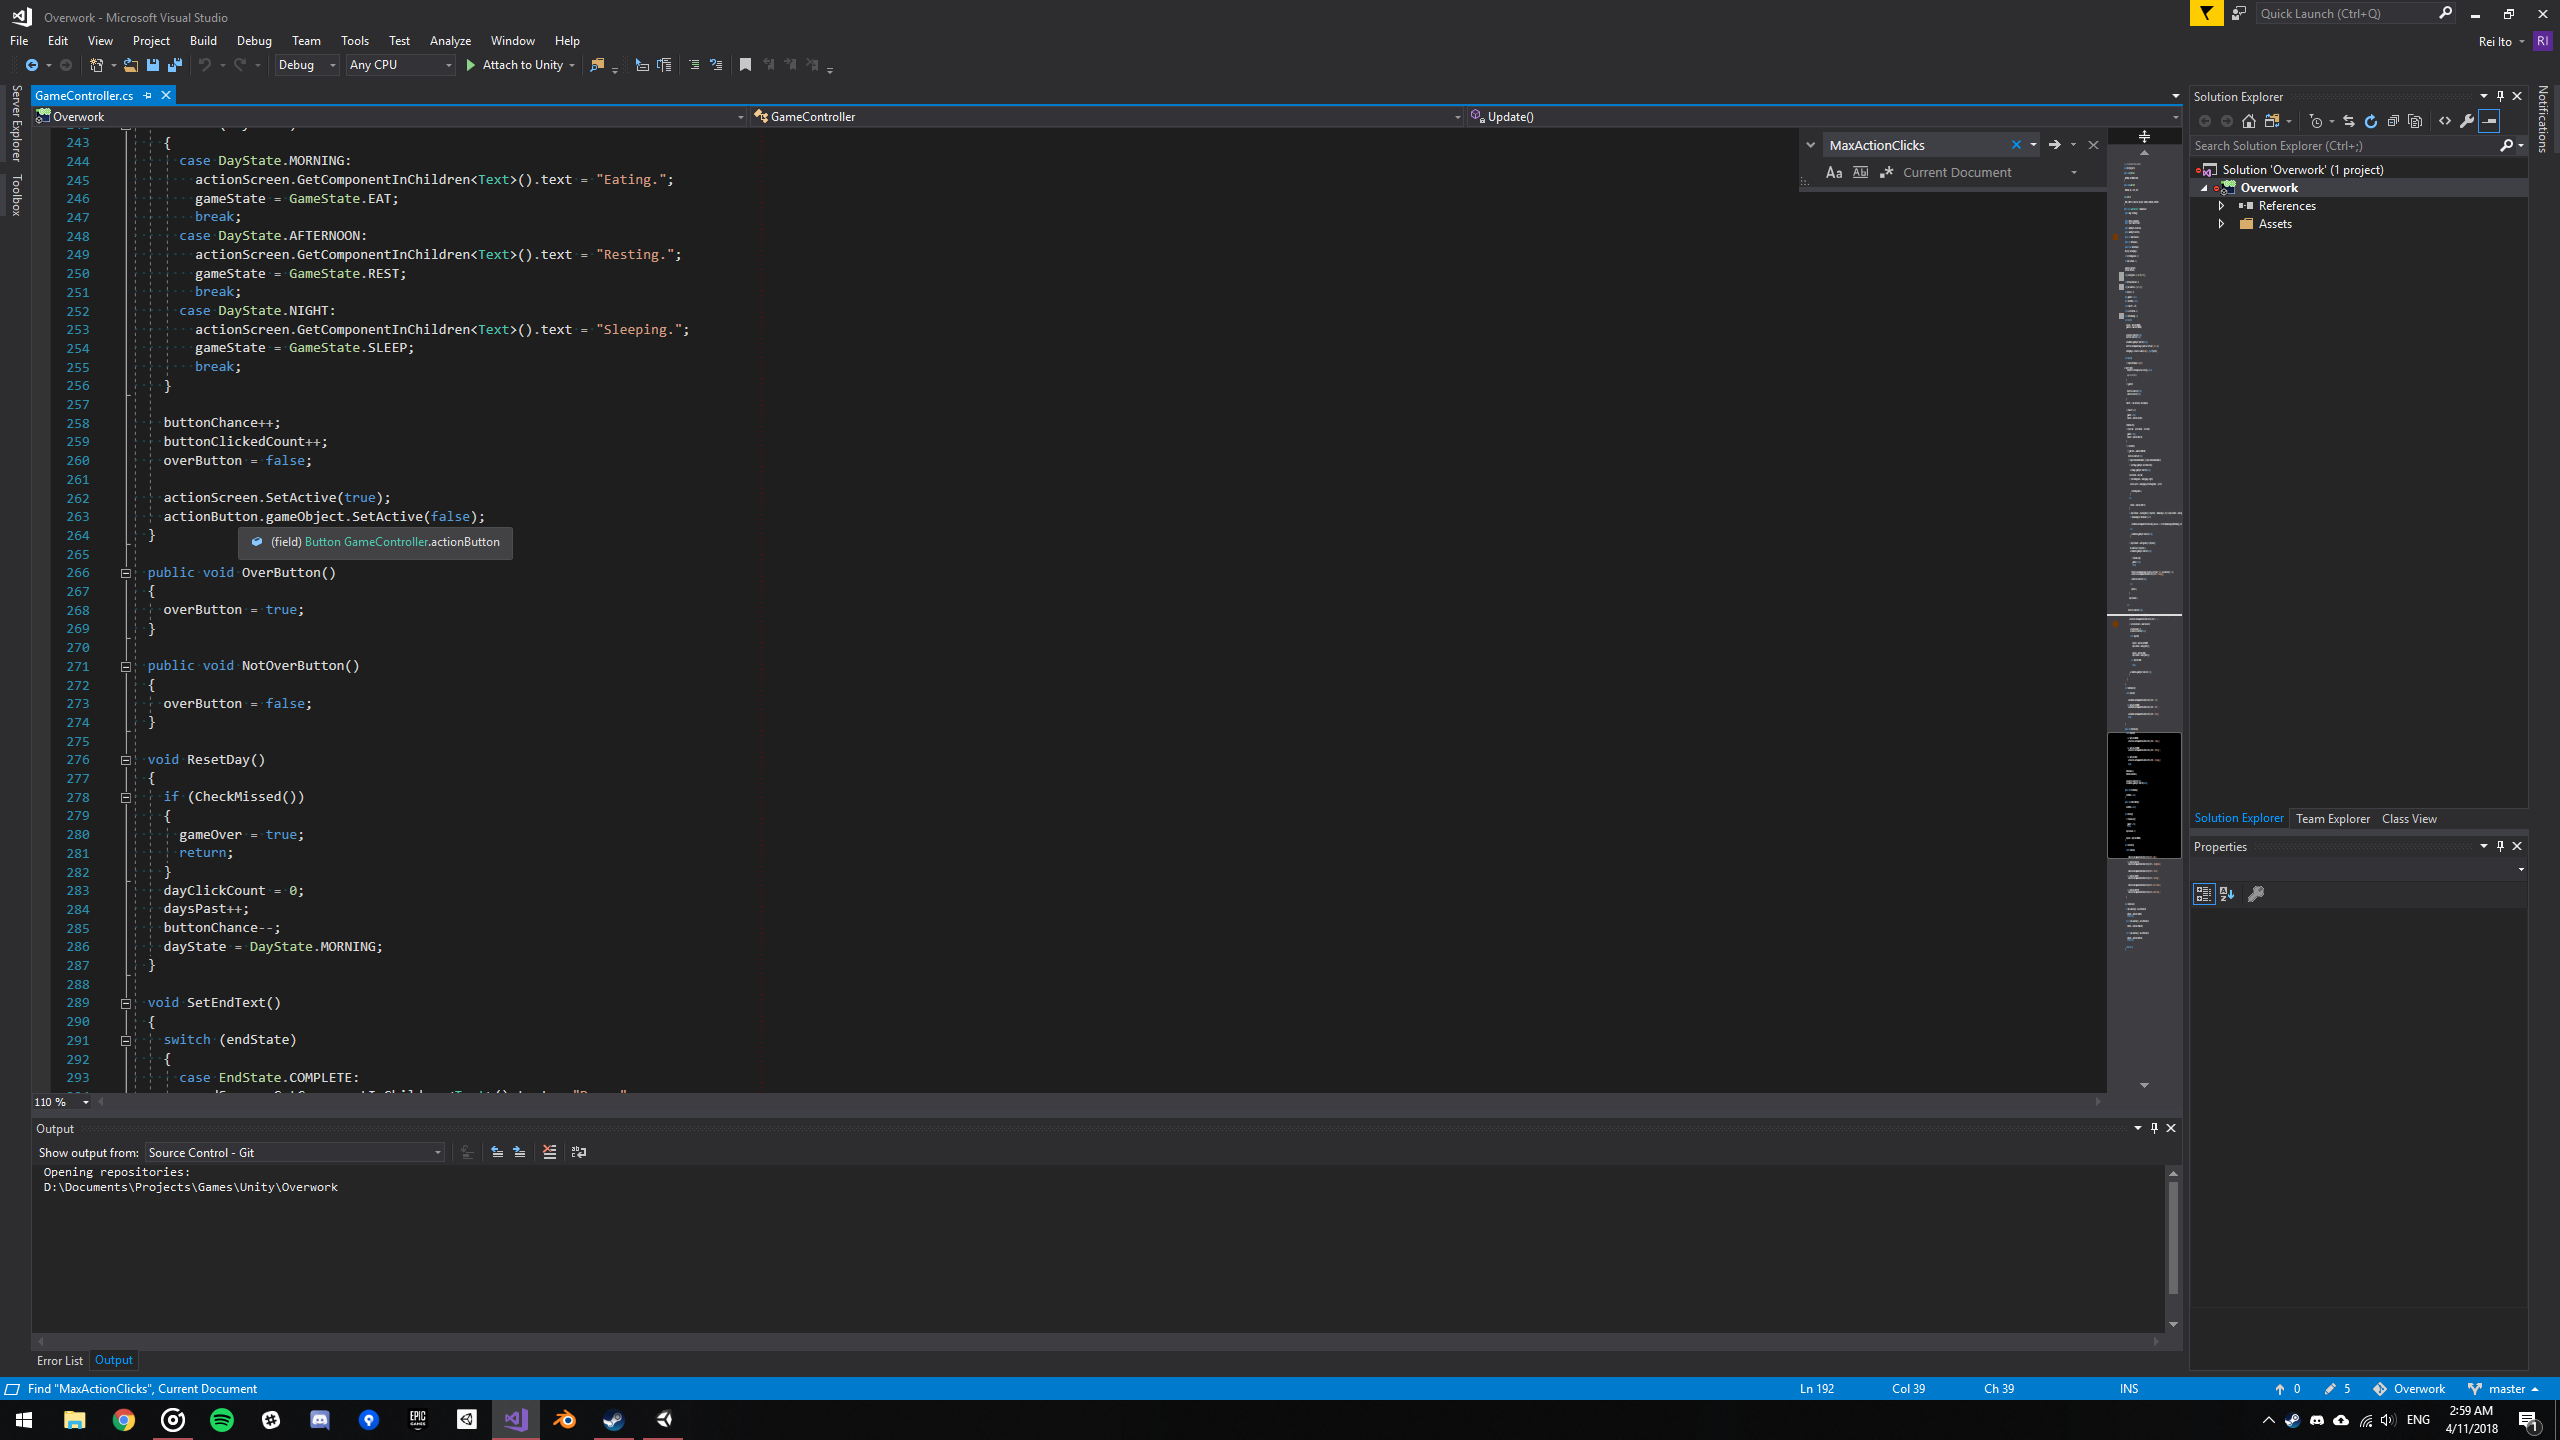 Overwork - Microsoft Visual Studio
Quick Launch (Ctrl+Q)
File Edit View Project Build Debug Team Tools Test Analyze Window Help
Rei Ito RI
Debug Any CPU Attach to Unity
Server Explorer
Toolbox
Notifications
GameController.cs
Overwork GameController Update()
MaxActionClicks
Aa Abl Current Document
243 {
244 case DayState.MORNING:
245 actionScreen.GetComponentInChildren<Text>().text = "Eating.";
246 gameState = GameState.EAT;
247 break;
248 case DayState.AFTERNOON:
249 actionScreen.GetComponentInChildren<Text>().text = "Resting.";
250 gameState = GameState.REST;
251 break;
252 case DayState.NIGHT:
253 actionScreen.GetComponentInChildren<Text>().text = "Sleeping.";
254 gameState = GameState.SLEEP;
255 break;
256 }
257
258 buttonChance++;
259 buttonClickedCount++;
260 overButton = false;
261
262 actionScreen.SetActive(true);
263 actionButton.gameObject.SetActive(false);
264 }
(field) Button GameController.actionButton
265
266 public void OverButton()
267 {
268 overButton = true;
269 }
270
271 public void NotOverButton()
272 {
273 overButton = false;
274 }
275
276 void ResetDay()
277 {
278 if (CheckMissed())
279 {
280 gameOver = true;
281 return;
282 }
283 dayClickCount = 0;
284 daysPast++;
285 buttonChance--;
286 dayState = DayState.MORNING;
287 }
288
289 void SetEndText()
290 {
291 switch (endState)
292 {
293 case EndState.COMPLETE:
110 %
Solution Explorer
Search Solution Explorer (Ctrl+;)
Solution 'Overwork' (1 project)
Overwork
References
Assets
Solution Explorer Team Explorer Class View
Properties
Output
Show output from: Source Control - Git
Opening repositories:
D:\Documents\Projects\Games\Unity\Overwork
Error List Output
Find "MaxActionClicks", Current Document Ln 192 Col 39 Ch 39 INS 0 5 Overwork master
EPIC GAMES
ENG
2:59 AM
4/11/2018
1